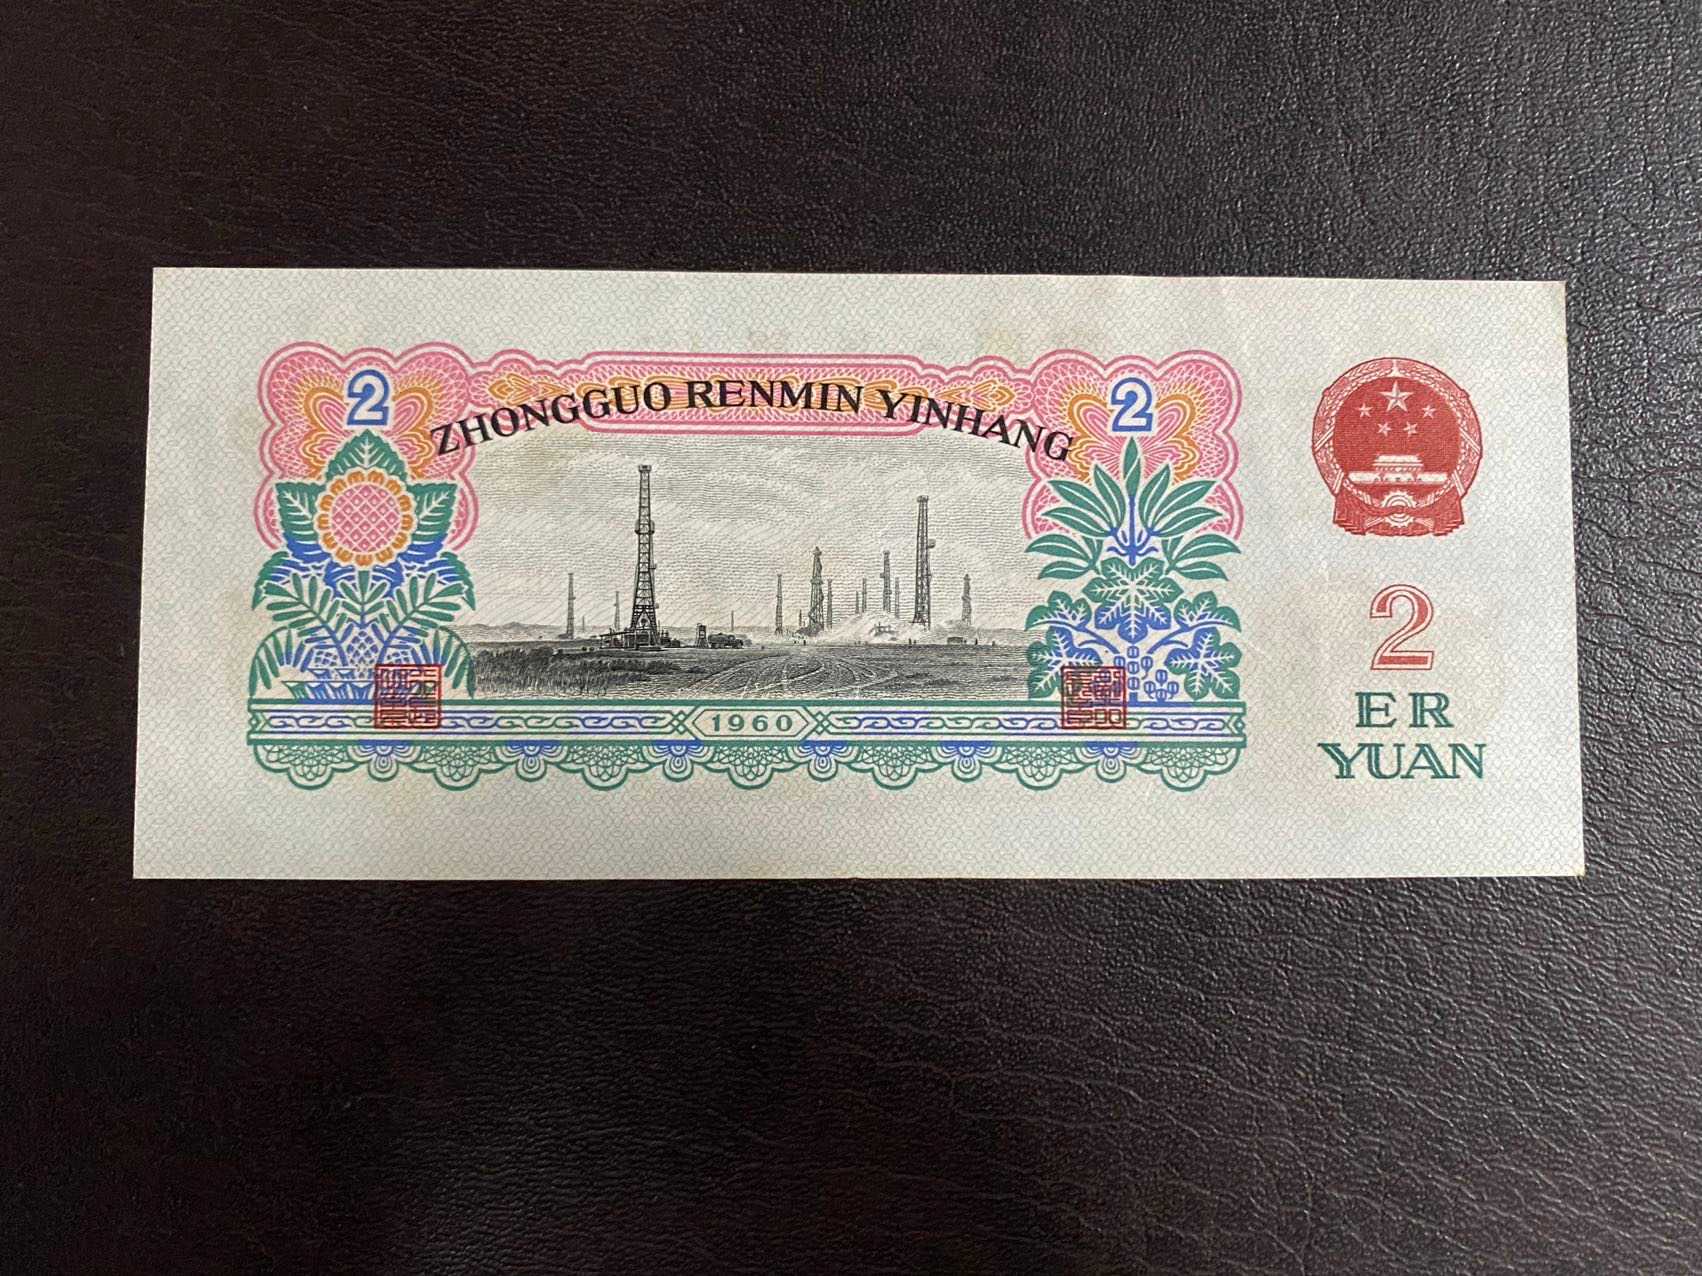 2
2
ZHONGGUO RENMIN YINHANG
1960
2
ER
YUAN